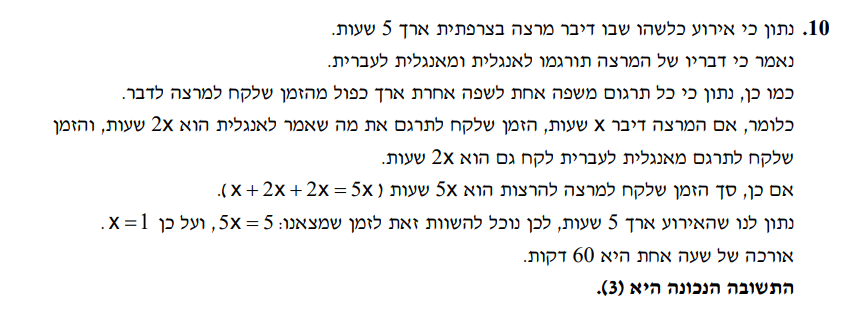 10. נתון כי אירוע כלשהו שבו דיבר מרצה בצרפתית ארך 5 שעות.
נאמר כי דבריו של המרצה תורגמו לאנגלית ומאנגלית לעברית.
כמו כן, נתון כי כל תרגום משפה אחת לשפה אחרת ארך כפול מהזמן שלקח למרצה לדבר.
כלומר, אם המרצה דיבר x שעות, הזמן שלקח לתרגם את מה שאמר לאנגלית הוא 2x שעות, והזמן
שלקח לתרגם מאנגלית לעברית לקח גם הוא 2x שעות.
אם כן, סך הזמן שלקח למרצה להרצות הוא 5x שעות (x + 2x + 2x = 5x).
נתון לנו שהאירוע ארך 5 שעות, לכן נוכל להשוות זאת לזמן שמצאנו: 5x = 5, ועל כן x = 1.
אורכה של שעה אחת היא 60 דקות.
התשובה הנכונה היא (3).